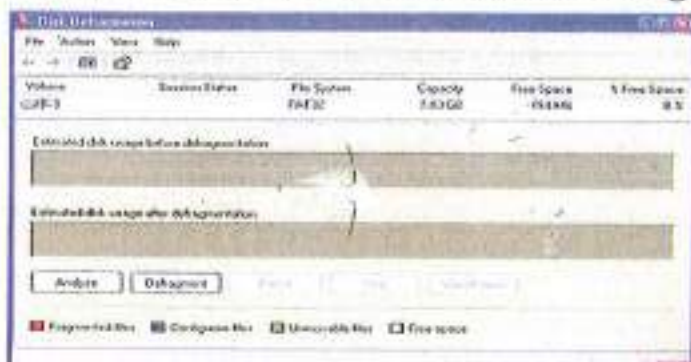 Disk Defragmenter
File Action View Help
Volume Session Status File System Capacity Free Space % Free Space
FAT32 8 %
Estimated disk usage before defragmentation
Estimated disk usage after defragmentation
Analyze Defragment
Fragmented files Contiguous files Unmovable files Free space